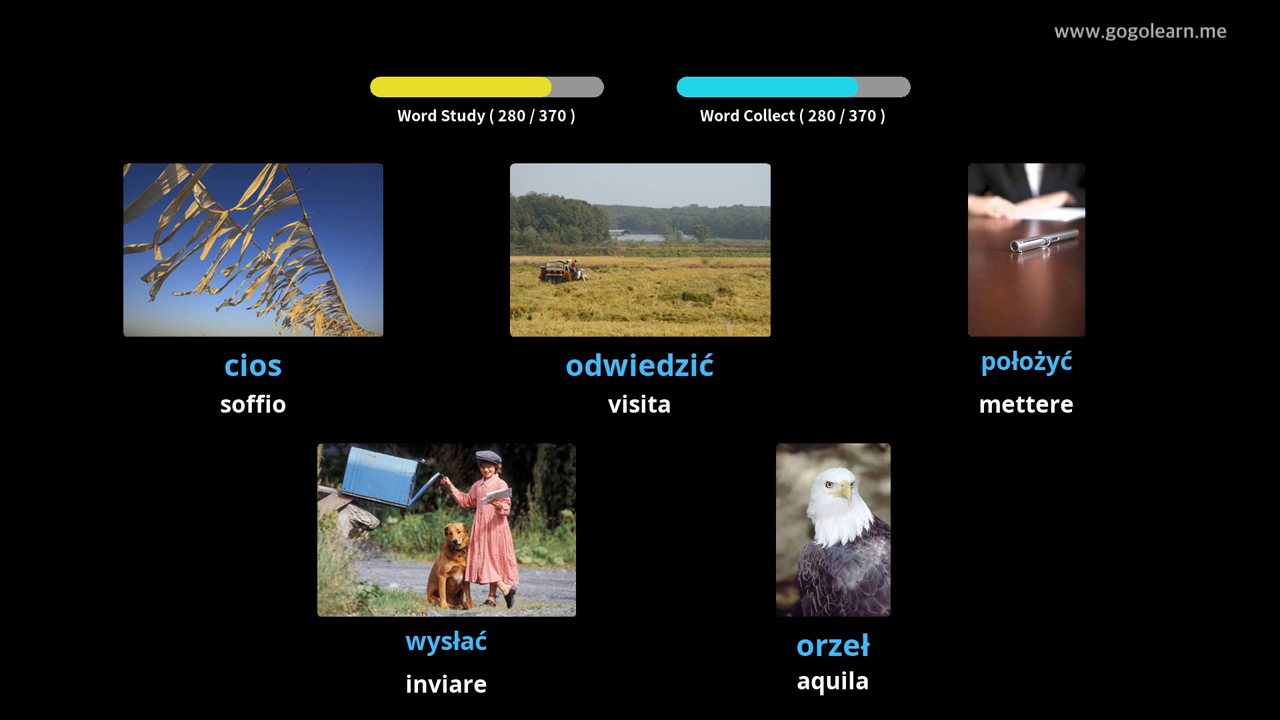 www.gogolearn.me
Word Study ( 280 / 370 )
Word Collect ( 280 / 370 )
cios
soffio
odwiedzić
visita
położyć
mettere
wysłać
inviare
orzeł
aquila